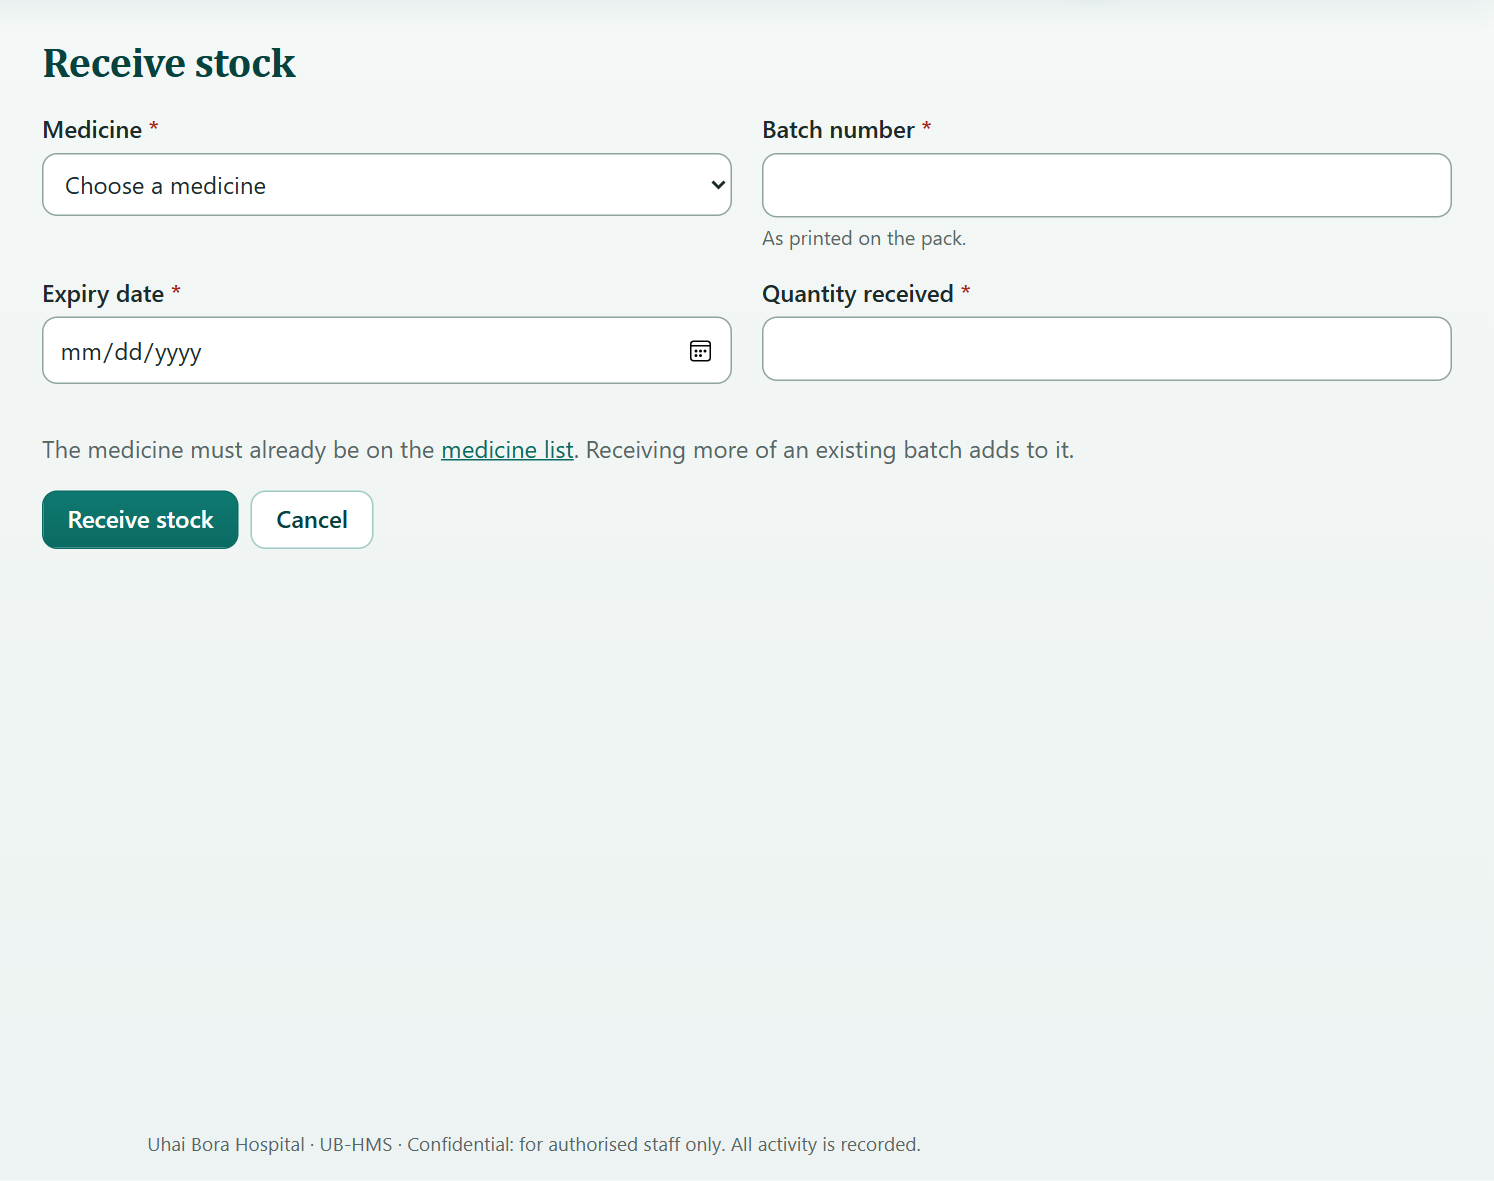 Receive stock
Medicine *
Batch number *
Choose a medicine
As printed on the pack.
Expiry date *
Quantity received *
mm/dd/yyyy
The medicine must already be on the medicine list. Receiving more of an existing batch adds to it.
Receive stock
Cancel
Uhai Bora Hospital · UB-HMS · Confidential: for authorised staff only. All activity is recorded.